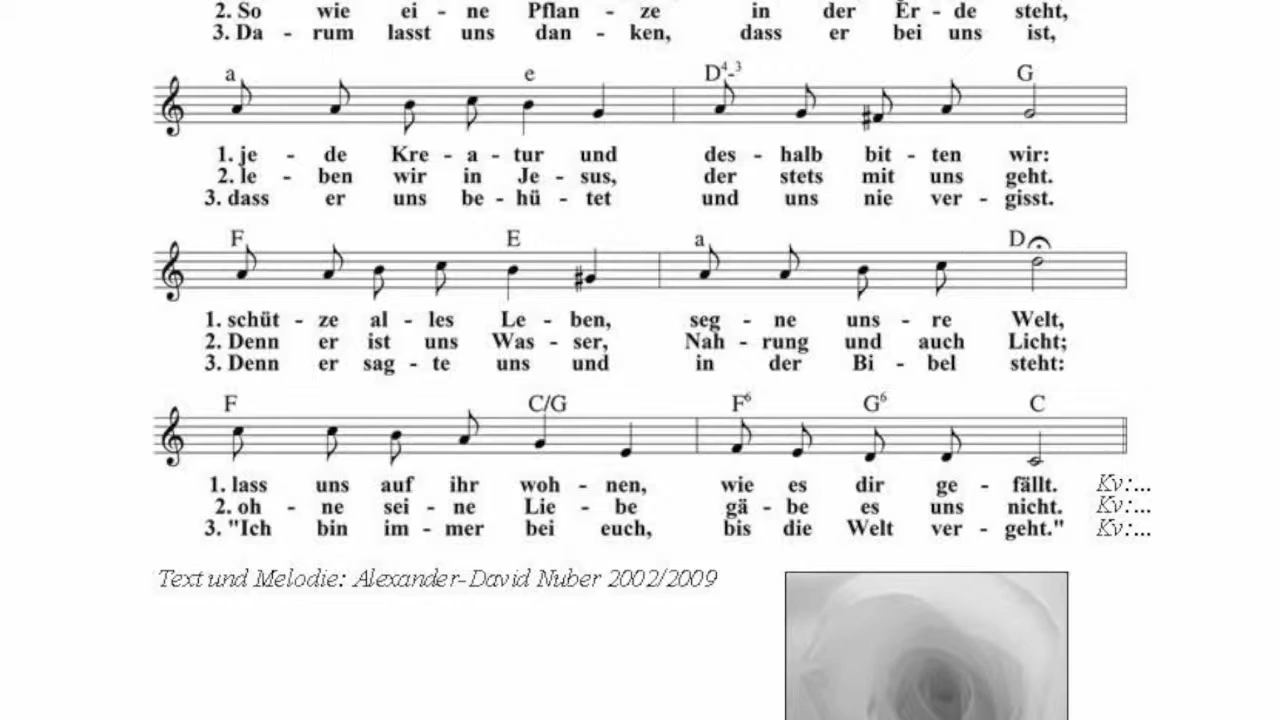 2. So wie ei - ne Pflan - ze in der Er - de steht,
3. Da - rum lasst uns dan - ken, dass er bei uns ist,
a e D4-3 G
1. je - de Kre - a - tur und des - halb bit - ten wir:
2. le - ben wir in Je - sus, der stets mit uns geht.
3. dass er uns be - hü - tet und uns nie ver - gisst.
F E a D
1. schüt - ze al - les Le - ben, seg - ne uns - re Welt,
2. Denn er ist uns Was - ser, Nah - rung und auch Licht;
3. Denn er sag - te uns und in der Bi - bel steht:
F C/G F6 G6 C
1. lass uns auf ihr woh - nen, wie es dir ge - fällt. Kv:...
2. oh - ne sei - ne Lie - be gä - be es uns nicht. Kv:...
3. "Ich bin im - mer bei euch, bis die Welt ver - geht." Kv:...
Text und Melodie: Alexander-David Nuber 2002/2009